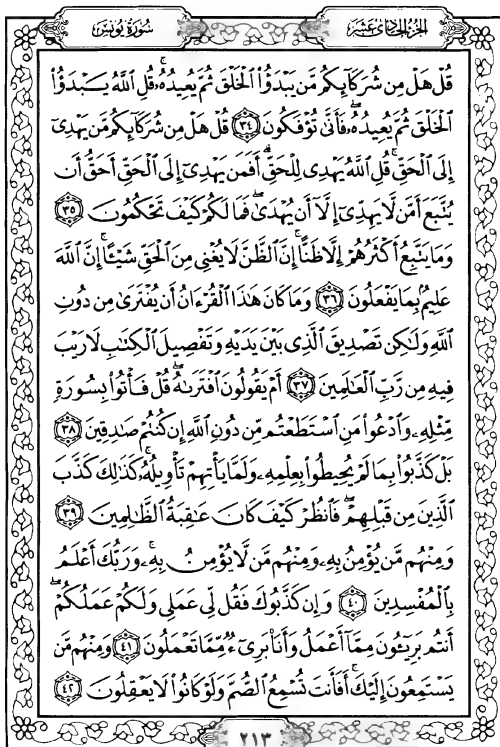 الجزء الحادي عشر
سورة يونس
قُلْ هَلْ مِن شُرَكَآئِكُم مَّن يَبْدَؤُا۟ ٱلْخَلْقَ ثُمَّ يُعِيدُهُۥ ۚ قُلِ ٱللَّهُ يَبْدَؤُا۟
ٱلْخَلْقَ ثُمَّ يُعِيدُهُۥ ۖ فَأَنَّىٰ تُؤْفَكُونَ ٣٤ قُلْ هَلْ مِن شُرَكَآئِكُم مَّن يَهْدِىٓ
إِلَى ٱلْحَقِّ ۚ قُلِ ٱللَّهُ يَهْدِى لِلْحَقِّ ۗ أَفَمَن يَهْدِىٓ إِلَى ٱلْحَقِّ أَحَقُّ أَن
يُتَّبَعَ أَمَّن لَّا يَهِدِّىٓ إِلَّآ أَن يُهْدَىٰ ۖ فَمَا لَكُمْ كَيْفَ تَحْكُمُونَ ٣٥
وَمَا يَتَّبِعُ أَكْثَرُهُمْ إِلَّا ظَنًّا ۚ إِنَّ ٱلظَّنَّ لَا يُغْنِى مِنَ ٱلْحَقِّ شَيْـًٔا ۚ إِنَّ ٱللَّهَ
عَلِيمٌۢ بِمَا يَفْعَلُونَ ٣٦ وَمَا كَانَ هَـٰذَا ٱلْقُرْءَانُ أَن يُفْتَرَىٰ مِن دُونِ
ٱللَّهِ وَلَـٰكِن تَصْدِيقَ ٱلَّذِى بَيْنَ يَدَيْهِ وَتَفْصِيلَ ٱلْكِتَـٰبِ لَا رَيْبَ
فِيهِ مِن رَّبِّ ٱلْعَـٰلَمِينَ ٣٧ أَمْ يَقُولُونَ ٱفْتَرَىٰهُ ۖ قُلْ فَأْتُوا۟ بِسُورَةٍ
مِّثْلِهِۦ وَٱدْعُوا۟ مَنِ ٱسْتَطَعْتُم مِّن دُونِ ٱللَّهِ إِن كُنتُمْ صَـٰدِقِينَ ٣٨
بَلْ كَذَّبُوا۟ بِمَا لَمْ يُحِيطُوا۟ بِعِلْمِهِۦ وَلَمَّا يَأْتِهِمْ تَأْوِيلُهُۥ ۚ كَذَٰلِكَ كَذَّبَ
ٱلَّذِينَ مِن قَبْلِهِمْ ۖ فَٱنظُرْ كَيْفَ كَانَ عَـٰقِبَةُ ٱلظَّـٰلِمِينَ ٣٩
وَمِنْهُم مَّن يُؤْمِنُ بِهِۦ وَمِنْهُم مَّن لَّا يُؤْمِنُ بِهِۦ ۚ وَرَبُّكَ أَعْلَمُ
بِٱلْمُفْسِدِينَ ٤٠ وَإِن كَذَّبُوكَ فَقُل لِّى عَمَلِى وَلَكُمْ عَمَلُكُمْ ۖ
أَنتُم بَرِيٓـُٔونَ مِمَّآ أَعْمَلُ وَأَنَا۠ بَرِىٓءٌ مِّمَّا تَعْمَلُونَ ٤١ وَمِنْهُم مَّن
يَسْتَمِعُونَ إِلَيْكَ ۚ أَفَأَنتَ تُسْمِعُ ٱلصُّمَّ وَلَوْ كَانُوا۟ لَا يَعْقِلُونَ ٤٢
٢١٣